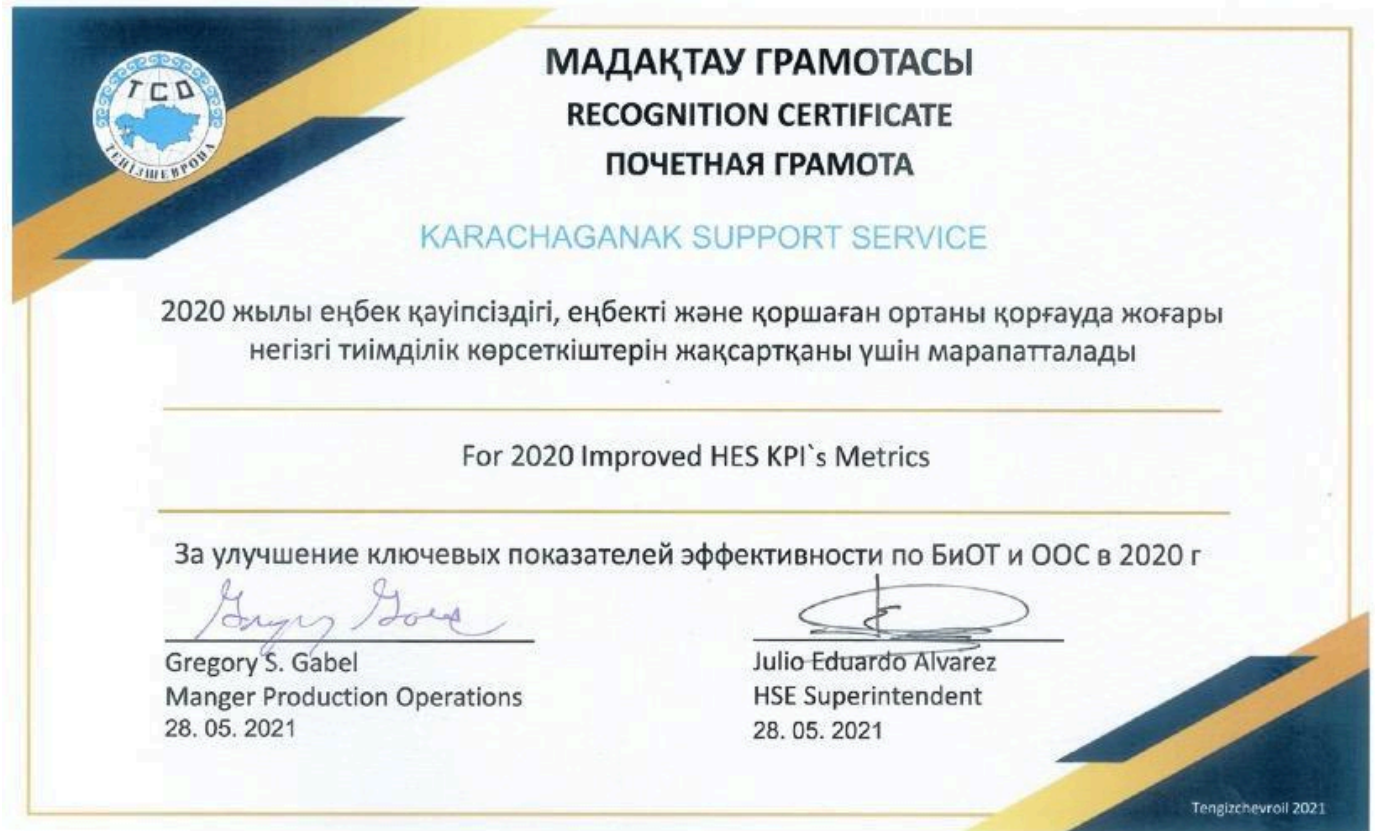 ТСО
ТЕҢІЗШЕВРОЙЛ
МАДАҚТАУ ГРАМОТАСЫ
RECOGNITION CERTIFICATE
ПОЧЕТНАЯ ГРАМОТА
KARACHAGANAK SUPPORT SERVICE
2020 жылы еңбек қауіпсіздігі, еңбекті және қоршаған ортаны қорғауда жоғары
негізгі тиімділік көрсеткіштерін жақсартқаны үшін марапатталады
For 2020 Improved HES KPI`s Metrics
За улучшение ключевых показателей эффективности по БиОТ и ООС в 2020 г
Gregory S. Gabel
Manger Production Operations
28. 05. 2021
Julio Eduardo Alvarez
HSE Superintendent
28. 05. 2021
Tengizchevroil 2021